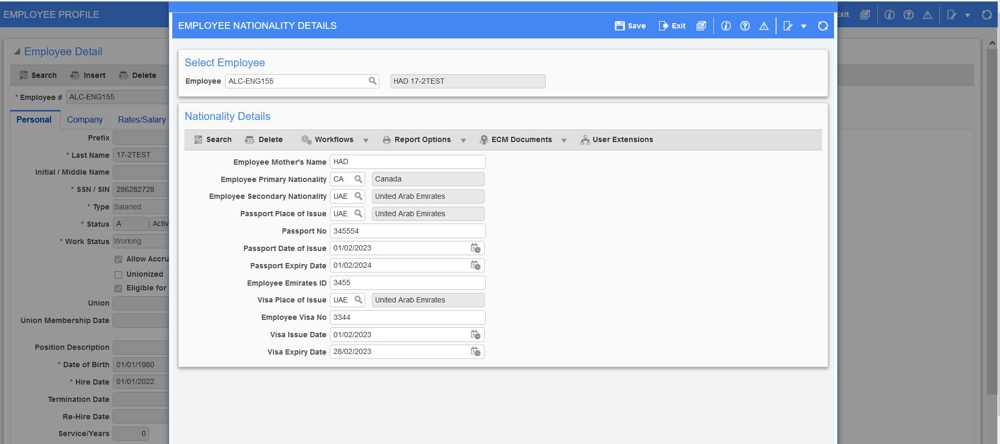 EMPLOYEE PROFILE
Exit
EMPLOYEE NATIONALITY DETAILS
Save Exit
Employee Detail
Search Insert Delete
* Employee # ALC-ENG155
Personal Company Rates/Salary
Prefix
* Last Name 17-2TEST
Initial / Middle Name
* SSN / SIN 286282728
* Type Salaried
* Status A Activ
* Work Status Working
Allow Accru
Unionized
Eligible for
Union
Union Membership Date
Position Description
* Date of Birth 01/01/1980
* Hire Date 01/01/2022
Termination Date
Re-Hire Date
Service/Years 0
Select Employee
Employee ALC-ENG155 HAD 17-2TEST
Nationality Details
Search Delete Workflows Report Options ECM Documents User Extensions
Employee Mother's Name HAD
Employee Primary Nationality CA Canada
Employee Secondary Nationality UAE United Arab Emirates
Passport Place of Issue UAE United Arab Emirates
Passport No 345554
Passport Date of Issue 01/02/2023
Passport Expiry Date 01/02/2024
Employee Emirates ID 3455
Visa Place of Issue UAE United Arab Emirates
Employee Visa No 3344
Visa Issue Date 01/02/2023
Visa Expiry Date 28/02/2023